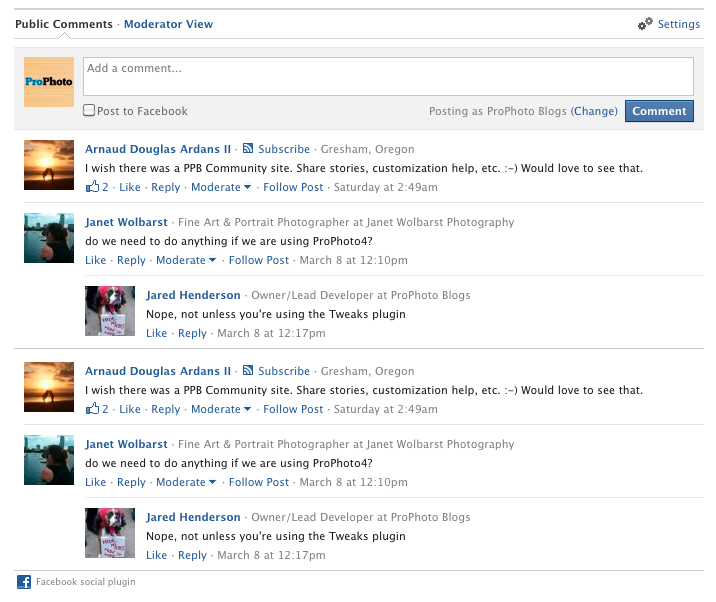 Public Comments · Moderator View
Settings
ProPhoto
Add a comment...
Post to Facebook
Posting as ProPhoto Blogs (Change) Comment
Arnaud Douglas Ardans II · Subscribe · Gresham, Oregon
I wish there was a PPB Community site. Share stories, customization help, etc. :-) Would love to see that.
2 · Like · Reply · Moderate · Follow Post · Saturday at 2:49am
Janet Wolbarst · Fine Art & Portrait Photographer at Janet Wolbarst Photography
do we need to do anything if we are using ProPhoto4?
Like · Reply · Moderate · Follow Post · March 8 at 12:10pm
Jared Henderson · Owner/Lead Developer at ProPhoto Blogs
Nope, not unless you're using the Tweaks plugin
Like · Reply · March 8 at 12:17pm
Arnaud Douglas Ardans II · Subscribe · Gresham, Oregon
I wish there was a PPB Community site. Share stories, customization help, etc. :-) Would love to see that.
2 · Like · Reply · Moderate · Follow Post · Saturday at 2:49am
Janet Wolbarst · Fine Art & Portrait Photographer at Janet Wolbarst Photography
do we need to do anything if we are using ProPhoto4?
Like · Reply · Moderate · Follow Post · March 8 at 12:10pm
Jared Henderson · Owner/Lead Developer at ProPhoto Blogs
Nope, not unless you're using the Tweaks plugin
Like · Reply · March 8 at 12:17pm
Facebook social plugin